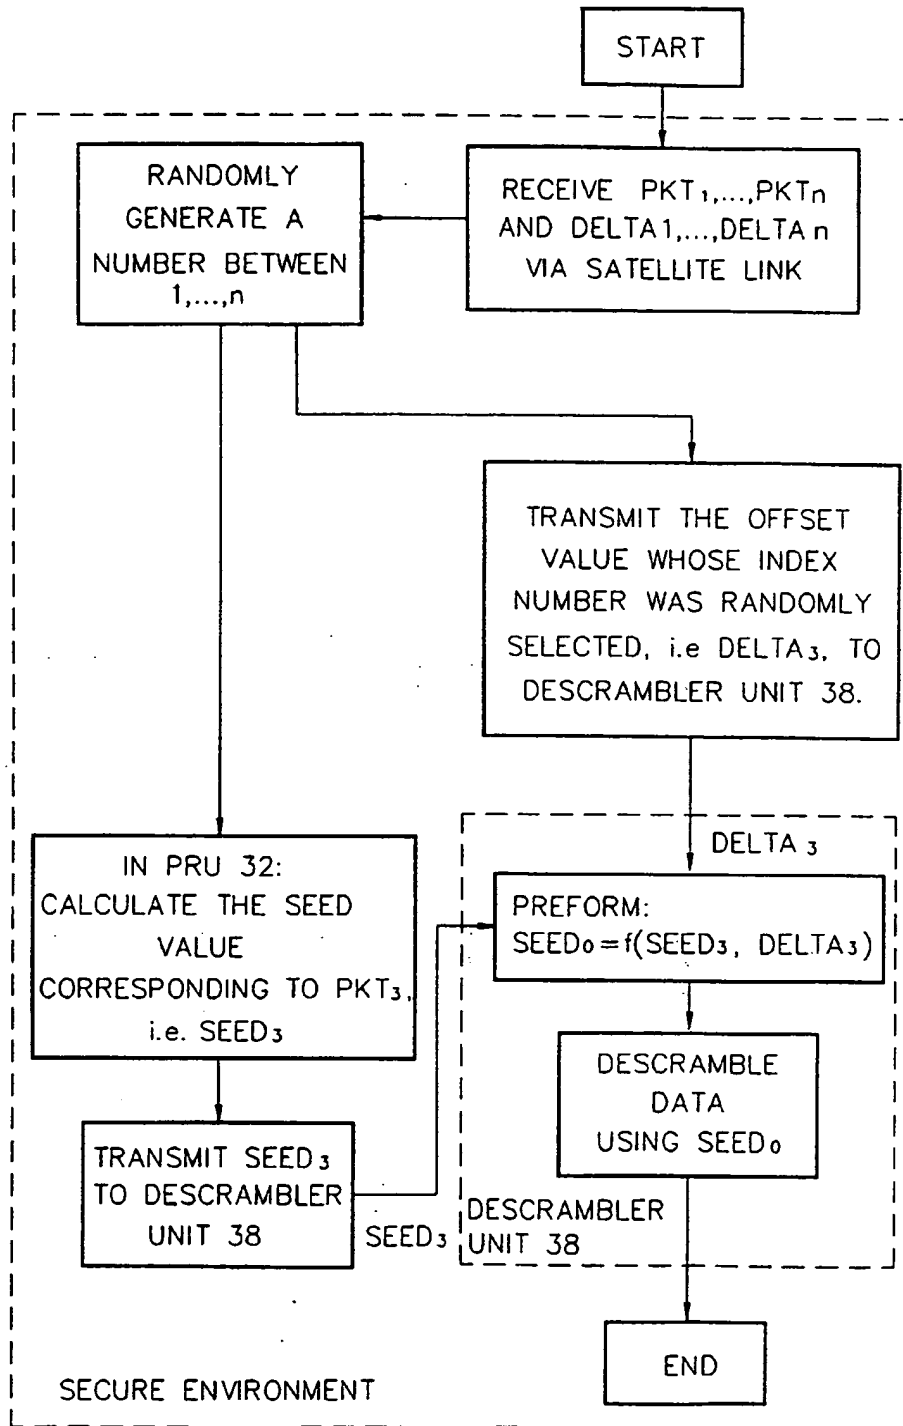 START
RECEIVE PKT₁,...,PKTn
AND DELTA1,...,DELTAn
VIA SATELLITE LINK
RANDOMLY
GENERATE A
NUMBER BETWEEN
1,...,n
TRANSMIT THE OFFSET
VALUE WHOSE INDEX
NUMBER WAS RANDOMLY
SELECTED, i.e DELTA₃, TO
DESCRAMBLER UNIT 38.
IN PRU 32:
CALCULATE THE SEED
VALUE
CORRESPONDING TO PKT₃,
i.e. SEED₃
TRANSMIT SEED₃
TO DESCRAMBLER
UNIT 38
SEED₃
DELTA₃
PREFORM:
SEED₀=f(SEED₃, DELTA₃)
DESCRAMBLE
DATA
USING SEED₀
DESCRAMBLER
UNIT 38
END
SECURE ENVIRONMENT